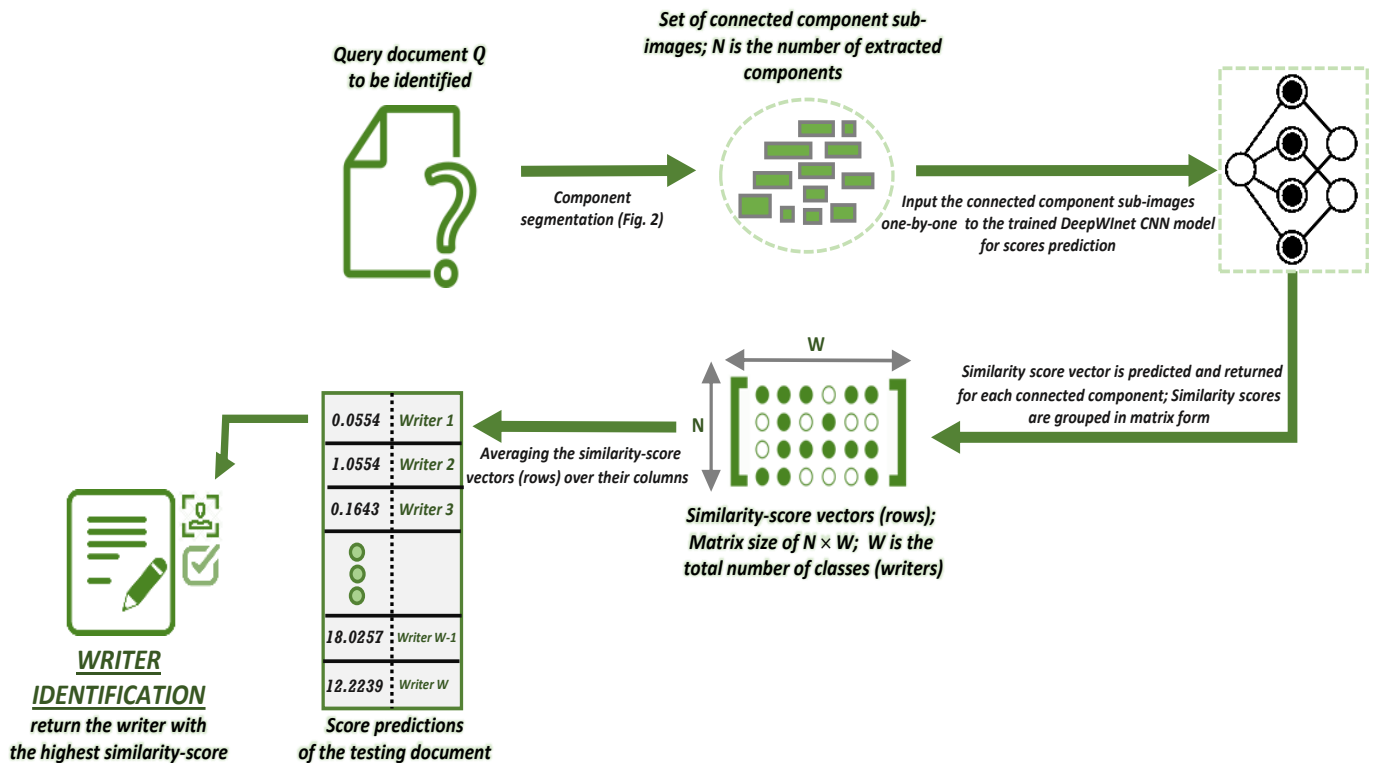 Query document Q
to be identified
Set of connected component sub-
images; N is the number of extracted
components
Component
segmentation (Fig. 2)
Input the connected component sub-images
one-by-one to the trained DeepWInet CNN model
for scores prediction
Similarity score vector is predicted and returned
for each connected component; Similarity scores
are grouped in matrix form
W
N
Similarity-score vectors (rows);
Matrix size of N × W; W is the
total number of classes (writers)
Averaging the similarity-score
vectors (rows) over their columns
0.0554 Writer 1
1.0554 Writer 2
0.1643 Writer 3
18.0257 Writer W-1
12.2239 Writer W
Score predictions
of the testing document
WRITER
IDENTIFICATION
return the writer with
the highest similarity-score